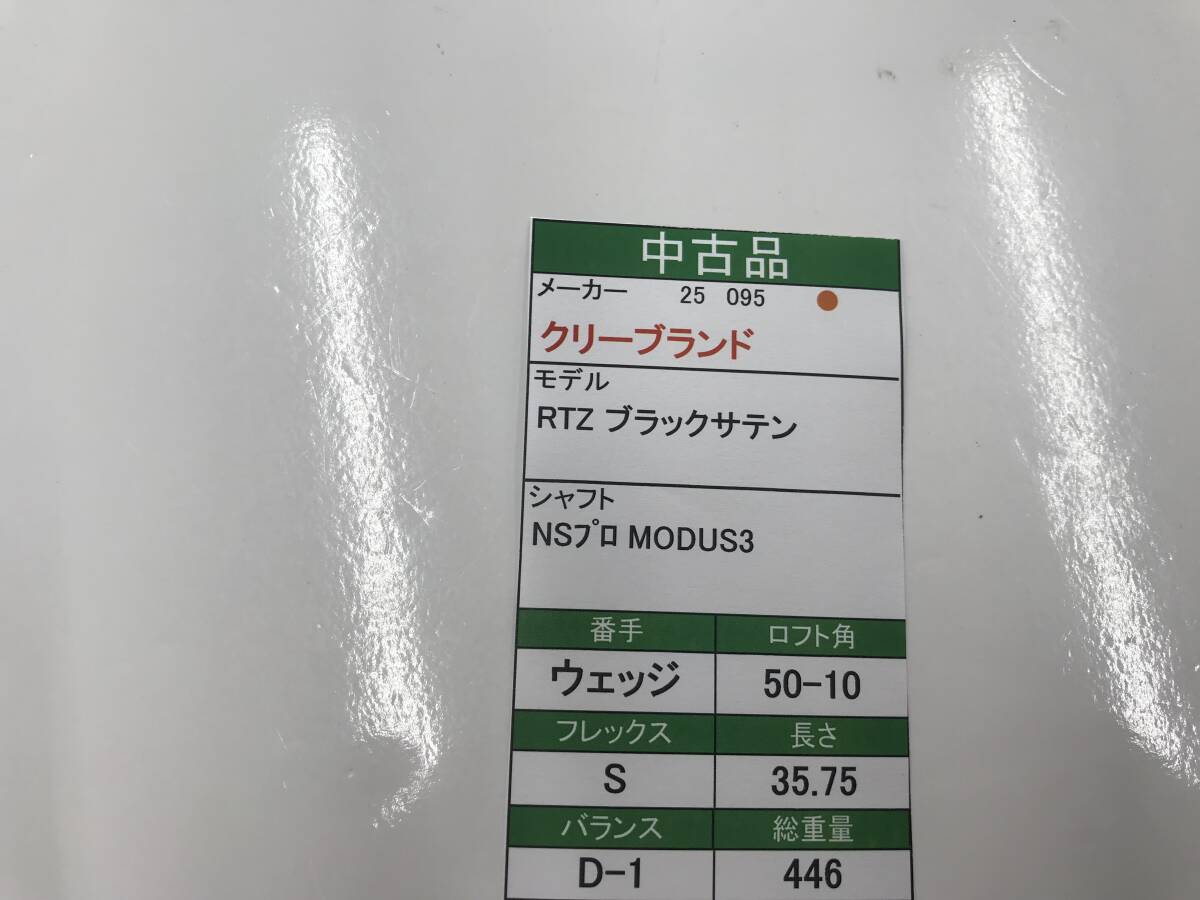 中古品
メーカー 25 095
クリーブランド
モデル
RTZ ブラックサテン
シャフト
NSプロ MODUS3
番手 ロフト角
ウェッジ 50-10
フレックス 長さ
S 35.75
バランス 総重量
D-1 446